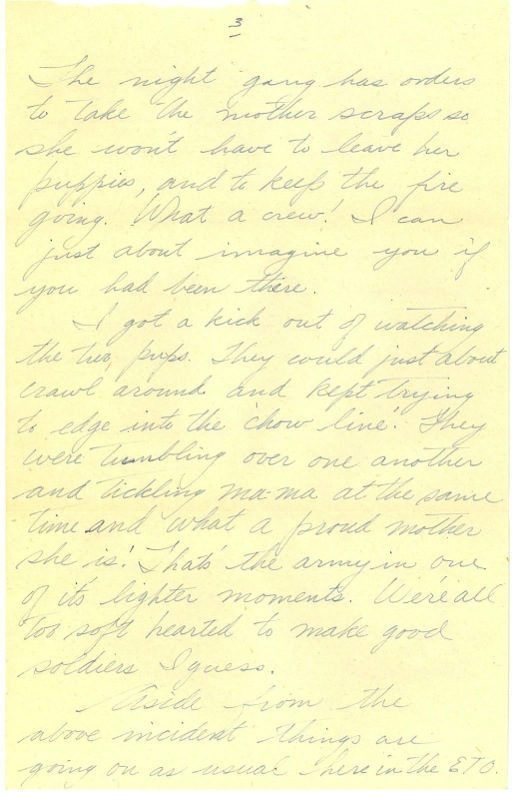 3
The night gang has orders
to take the mother scraps so
she won't have to leave her
puppies, and to keep the fire
going. What a crew! I can
just about imagine you if
you had been there.
I got a kick out of watching
the two, pups. They could just about
crawl around and kept trying
to edge into the 'chow line'. They
were tumbling over one another
and tickling ma-ma at the same
time and what a proud mother
she is! That's the army in one
of its lighter moments. We're all
too soft hearted to make good
soldiers I guess.
Aside from the
above incident things are
going on as usual here in the ETO.